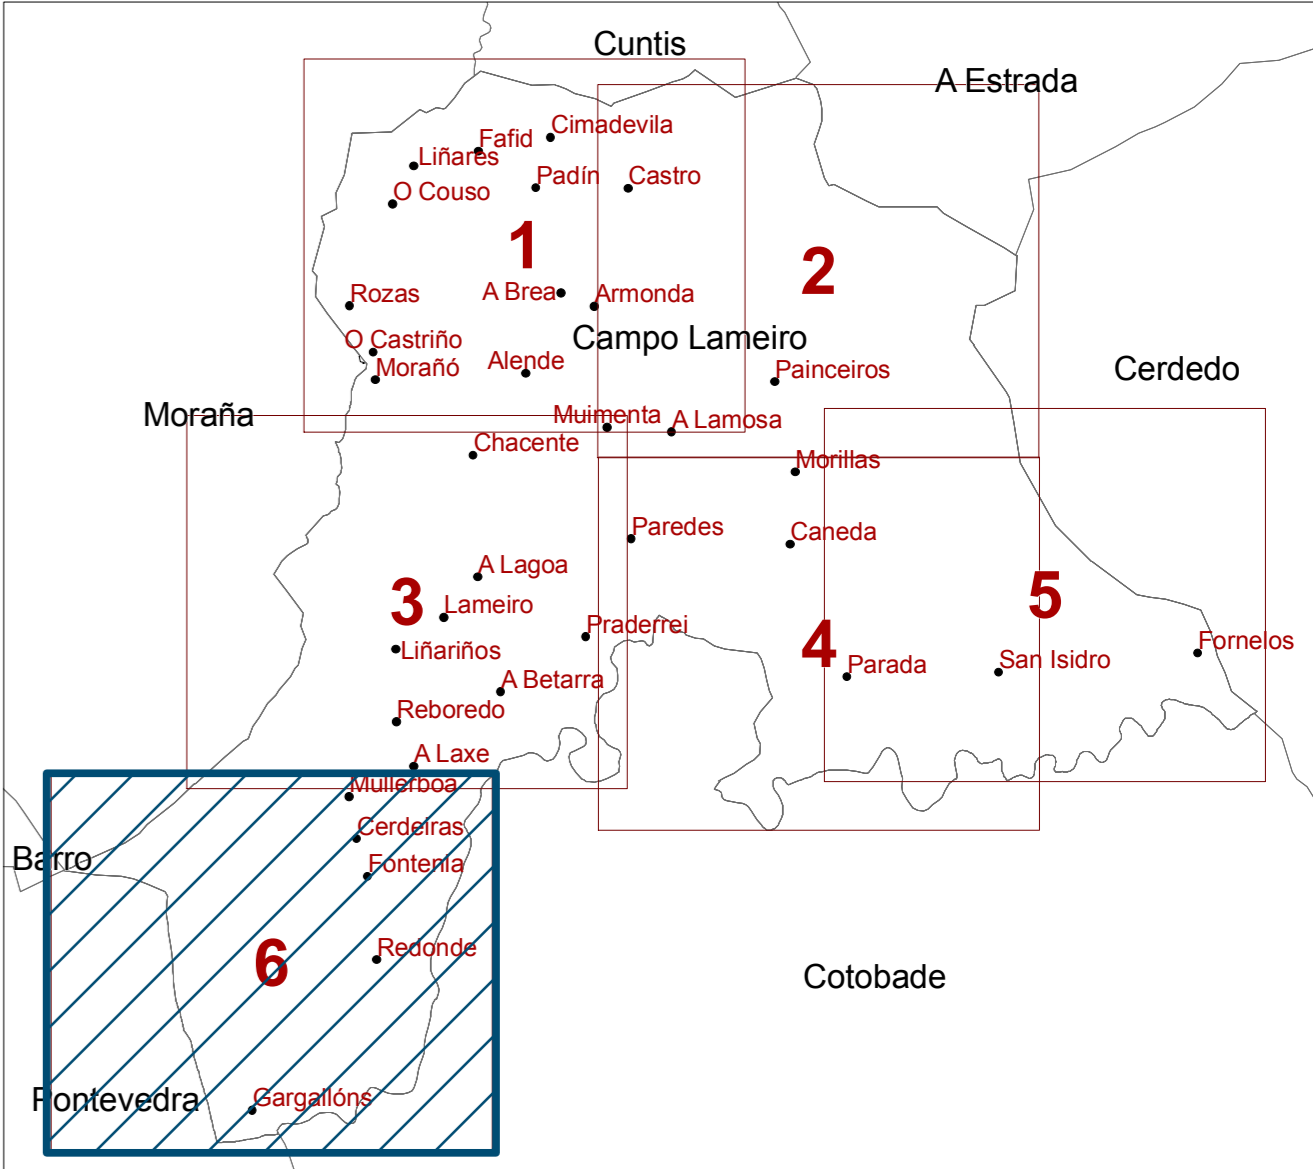 Cuntis
A Estrada
Cimadevila
Fafid
Liñares
Padín
Castro
O Couso
1
2
A Brea
Armonda
Rozas
Campo Lameiro
O Castriño
Alende
Morañó
Painceiros
Cerdedo
Moraña
Muimenta
A Lamosa
Chacente
Morillas
Paredes
Caneda
A Lagoa
3
Lameiro
5
Praderrei
4
Liñariños
Fornelos
San Isidro
Parada
A Betarra
Reboredo
A Laxe
Mullerboa
Cerdeiras
Barro
Fontenla
Redonde
6
Cotobade
Pontevedra
Gargallóns